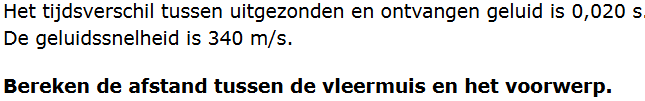 Het tijdsverschil tussen uitgezonden en ontvangen geluid is 0,020 s.
De geluidssnelheid is 340 m/s.
Bereken de afstand tussen de vleermuis en het voorwerp.